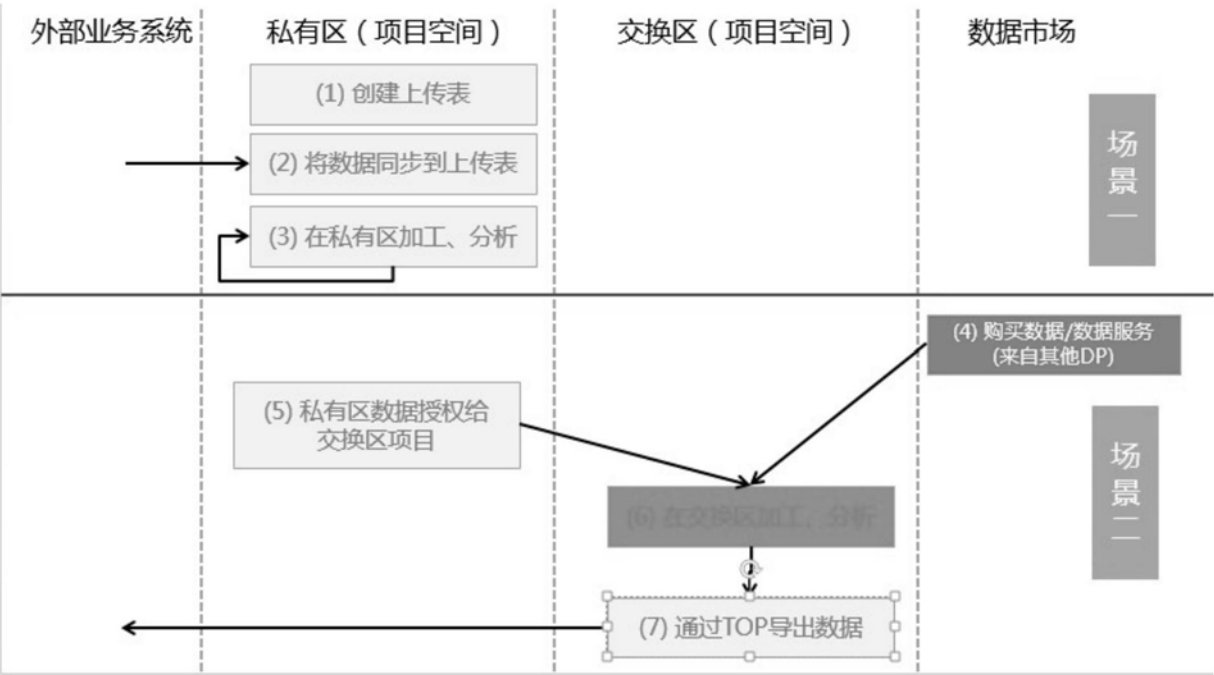 外部业务系统
私有区（项目空间）
交换区（项目空间）
数据市场
(1) 创建上传表
(2) 将数据同步到上传表
(3) 在私有区加工、分析
场
景
一
(4) 购买数据/数据服务
(来自其他DP)
(5) 私有区数据授权给
交换区项目
场
景
二
(6) 在交换区加工、分析
(7) 通过TOP导出数据